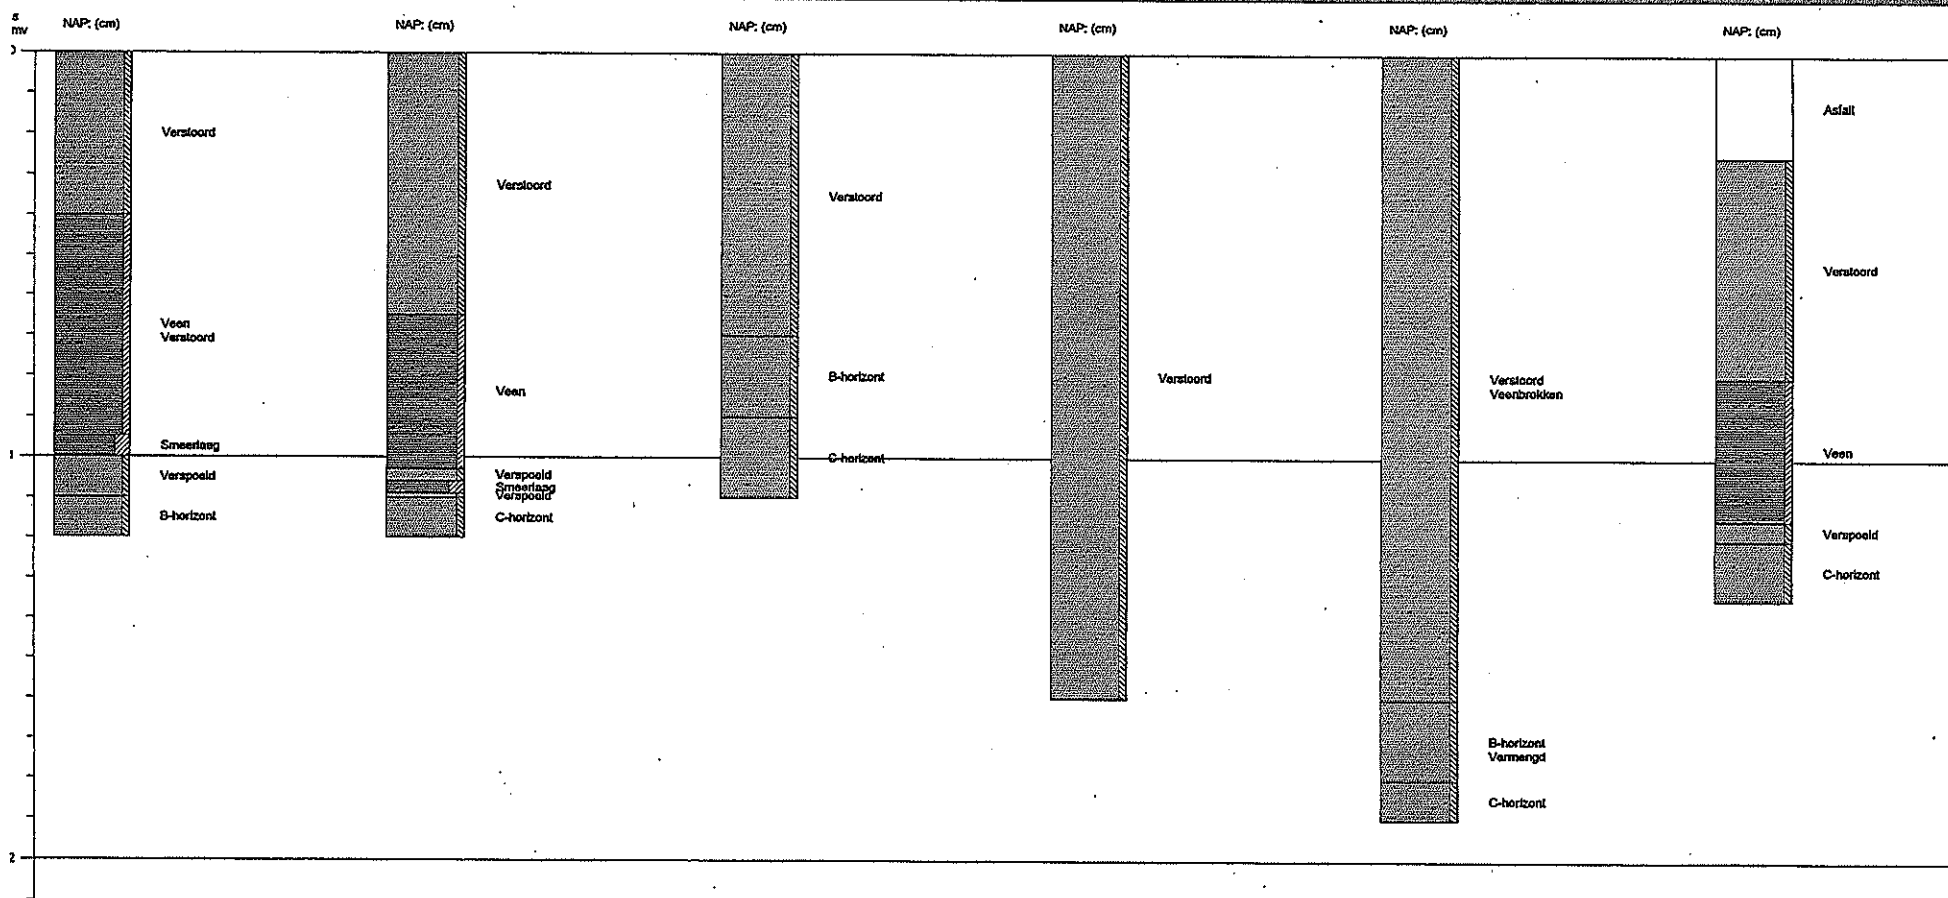 s
mv
NAP: (cm)
NAP: (cm)
NAP: (cm)
NAP: (cm)
NAP: (cm)
NAP: (cm)
Verstoord
Veen
Verstoord
Smeerlaag
Verspoeld
B-horizont
Verstoord
Veen
Verspoeld
Smeerlaag
Verspoeld
C-horizont
Verstoord
B-horizont
C-horizont
Verstoord
Verstoord
Veenbrokken
B-horizont
Vermengd
C-horizont
Asfalt
Verstoord
Veen
Verspoeld
C-horizont
2